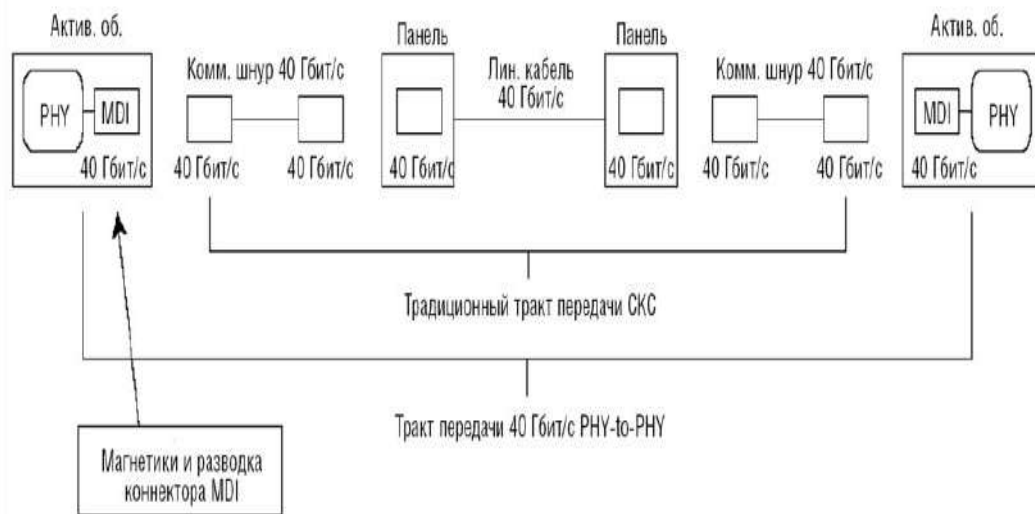 Актив. об.
Панель
Панель
Актив. об.
Комм. шнур 40 Гбит/с
Лин. кабель
40 Гбит/с
Комм. шнур 40 Гбит/с
PHY
MDI
MDI
PHY
40 Гбит/с
40 Гбит/с
40 Гбит/с
40 Гбит/с
40 Гбит/с
40 Гбит/с
40 Гбит/с
40 Гбит/с
Традиционный тракт передачи СКС
Тракт передачи 40 Гбит/с PHY-to-PHY
Магнетики и разводка
коннектора MDI